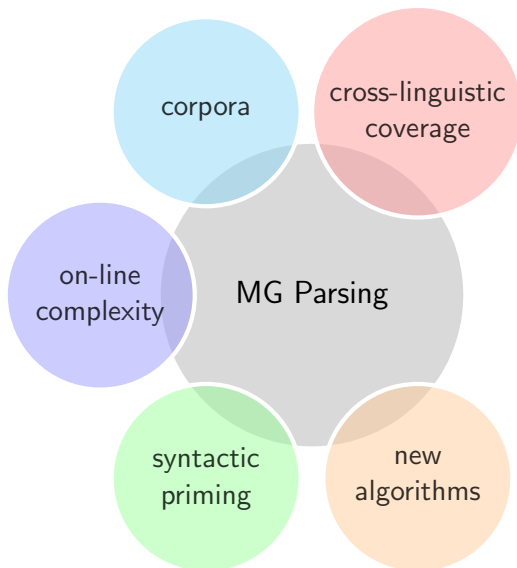 corpora
cross-linguistic
coverage
on-line
complexity
MG Parsing
syntactic
priming
new
algorithms